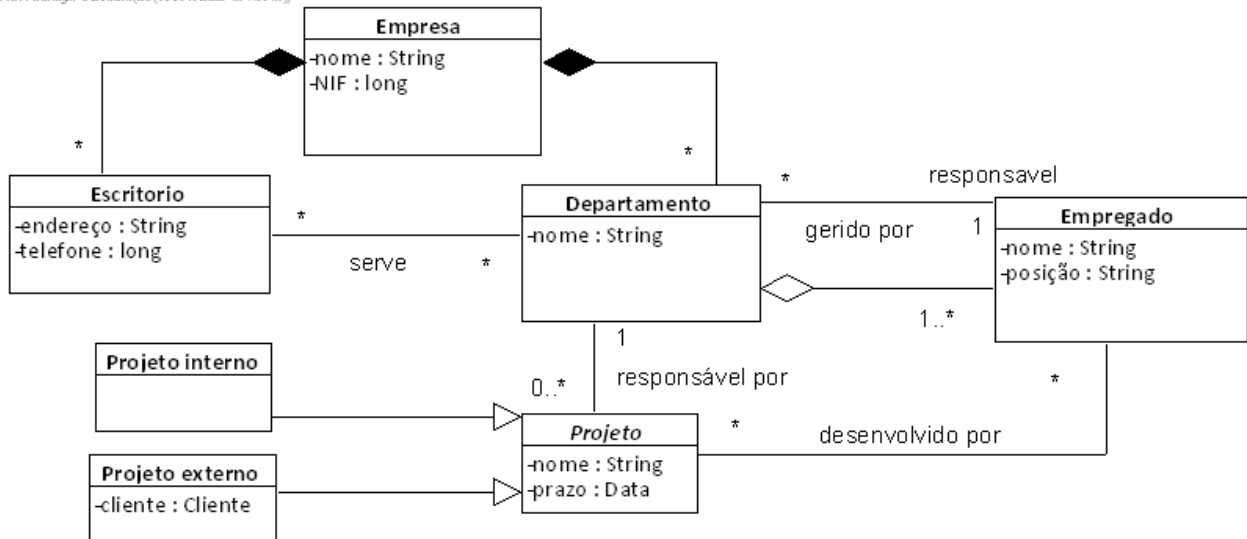 Empresa
-nome : String
-NIF : long
*
*
Escritorio
-endereço : String
-telefone : long
*
serve
*
Departamento
-nome : String
*
responsavel
gerido por
1
Empregado
-nome : String
-posição : String
1..*
1
responsável por
0..*
*
Projeto interno
Projeto
-nome : String
-prazo : Data
*
desenvolvido por
Projeto externo
-cliente : Cliente